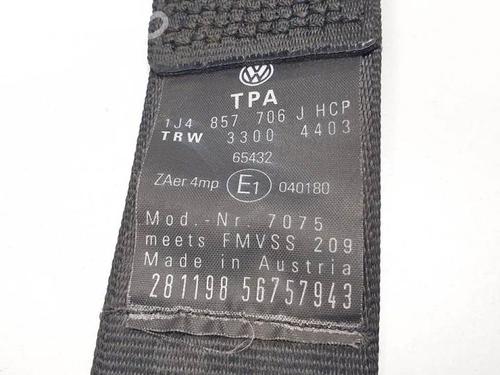 TPA
1J4 857 706 J HCP
TRW 3300 4403
65432
ZAer.4mp E1 040180
Mod.-Nr. 7075
meets FMVSS 209
Made in Austria
281198 56757943